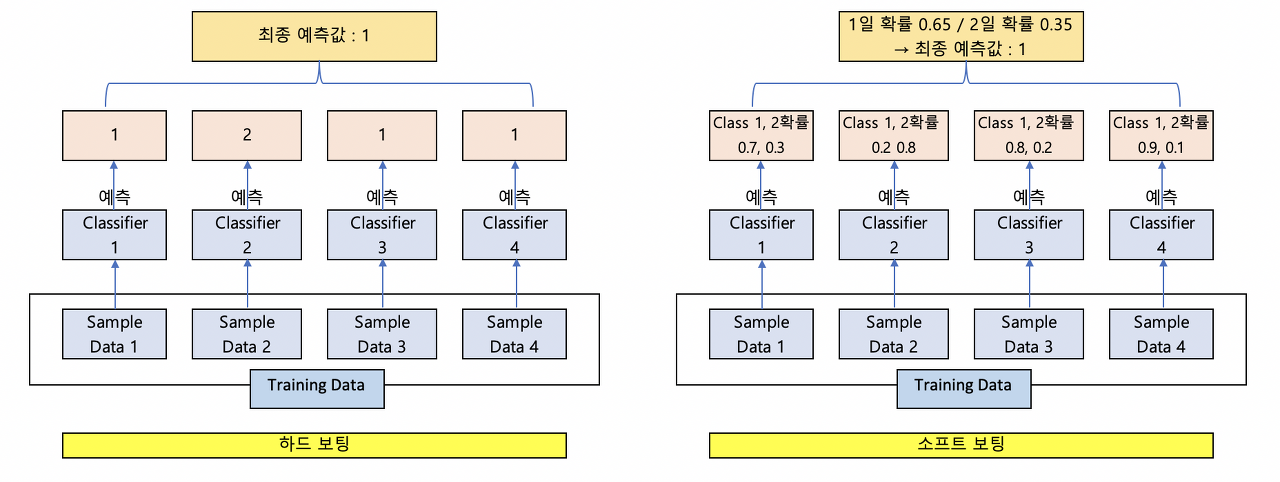 최종 예측값 : 1
1
2
1
1
예측
예측
예측
예측
Classifier
1
Classifier
2
Classifier
3
Classifier
4
Sample
Data 1
Sample
Data 2
Sample
Data 3
Sample
Data 4
Training Data
하드 보팅
1일 확률 0.65 / 2일 확률 0.35
→ 최종 예측값 : 1
Class 1, 2확률
0.7, 0.3
Class 1, 2확률
0.2 0.8
Class 1, 2확률
0.8, 0.2
Class 1, 2확률
0.9, 0.1
예측
예측
예측
예측
Classifier
1
Classifier
2
Classifier
3
Classifier
4
Sample
Data 1
Sample
Data 2
Sample
Data 3
Sample
Data 4
Training Data
소프트 보팅